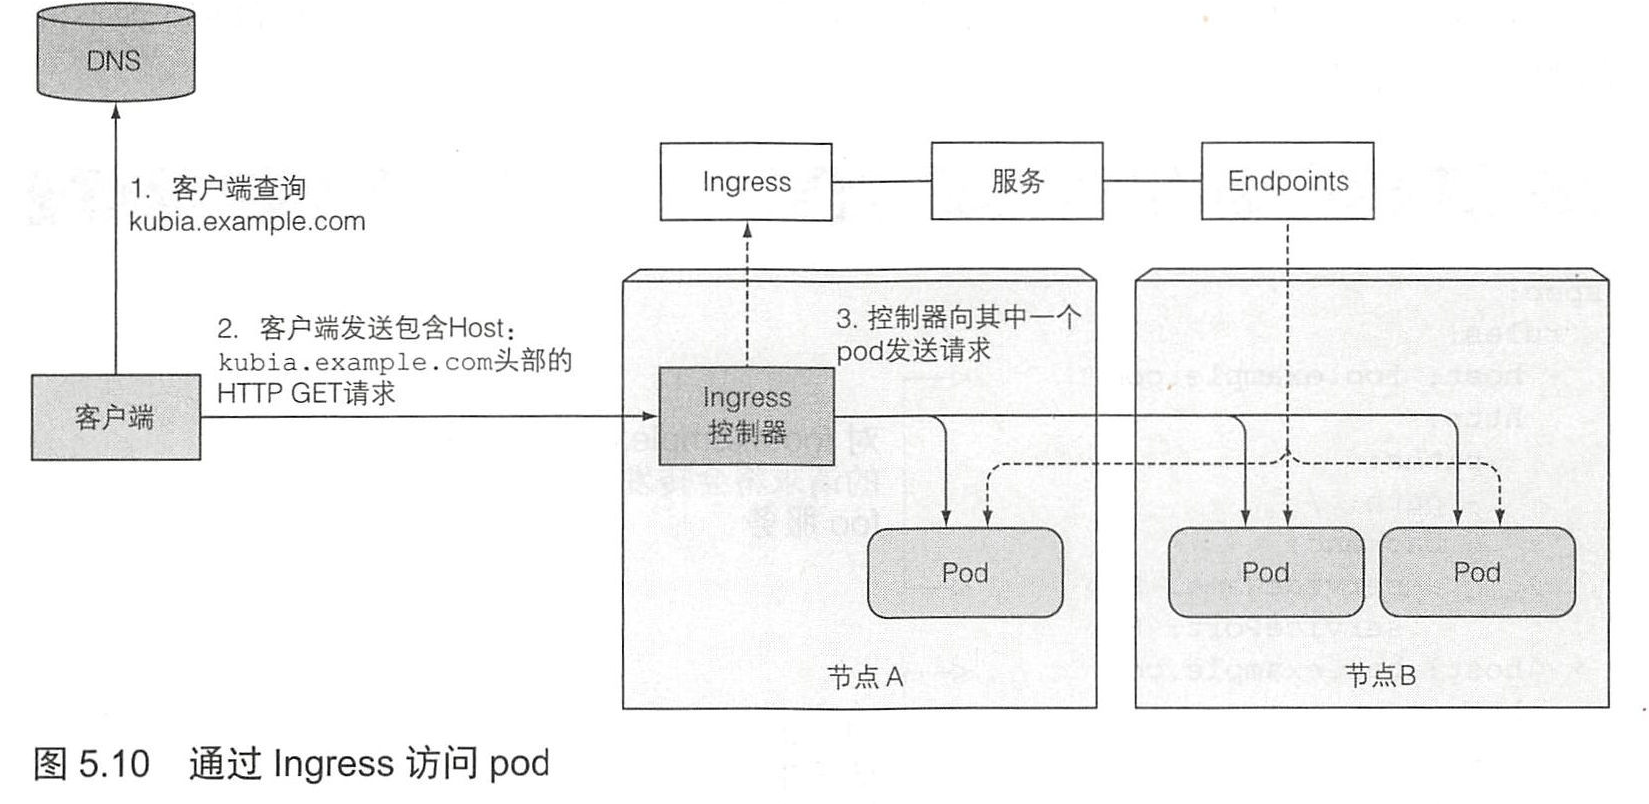 DNS
1. 客户端查询
kubia.example.com
Ingress
服务
Endpoints
2. 客户端发送包含Host：
kubia.example.com头部的
HTTP GET请求
3. 控制器向其中一个
pod发送请求
客户端
Ingress
控制器
Pod
Pod
Pod
节点 A
节点B
图 5.10 通过 Ingress 访问 pod